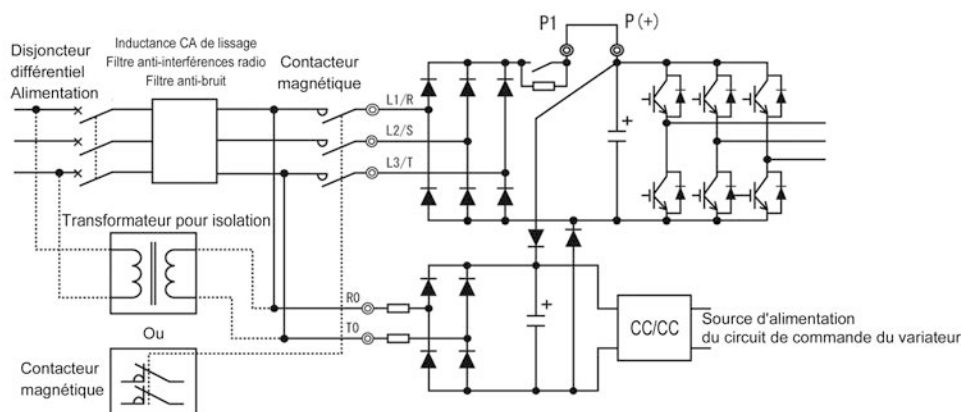 Disjoncteur
différentiel
Alimentation
Inductance CA de lissage
Filtre anti-interférences radio
Filtre anti-bruit
Contacteur
magnétique
P1
P(+)
L1/R
L2/S
L3/T
+
Transformateur pour isolation
Ou
Contacteur
magnétique
R0
T0
+
CC/CC
Source d'alimentation
du circuit de commande du variateur